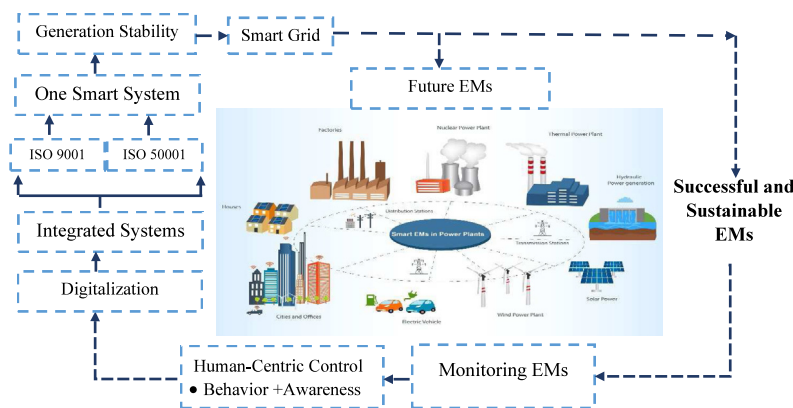 Generation Stability
Smart Grid
Future EMs
One Smart System
ISO 9001
ISO 50001
Integrated Systems
Digitalization
Factories
Nuclear Power Plant
Thermal Power Plant
Hydraulic
Power generation
Houses
Distribution Stations
Smart EMs in Power Plants
Transmission Stations
Solar Power
Wind Power Plant
Electric Vehicle
Cities and Offices
Successful and
Sustainable
EMs
Human-Centric Control
● Behavior +Awareness
Monitoring EMs